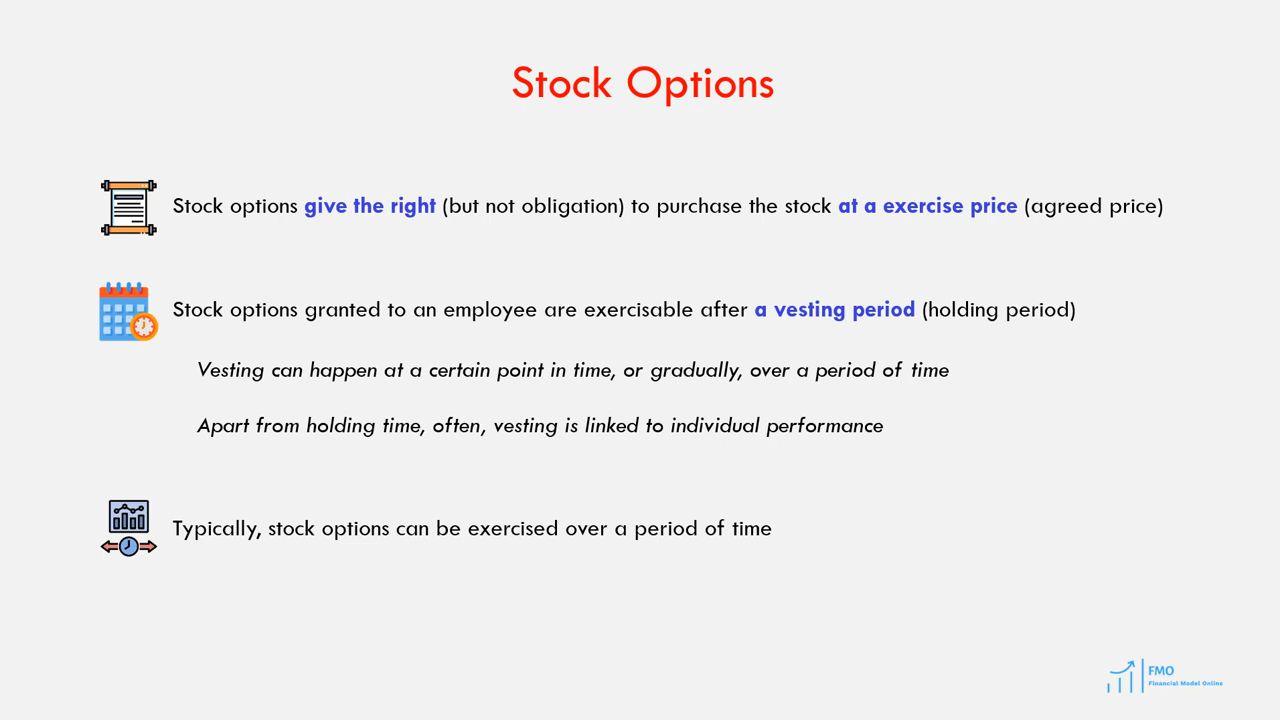 Stock Options
Stock options give the right (but not obligation) to purchase the stock at a exercise price (agreed price)
Stock options granted to an employee are exercisable after a vesting period (holding period)
Vesting can happen at a certain point in time, or gradually, over a period of time
Apart from holding time, often, vesting is linked to individual performance
Typically, stock options can be exercised over a period of time
FMO
Financial Model Online